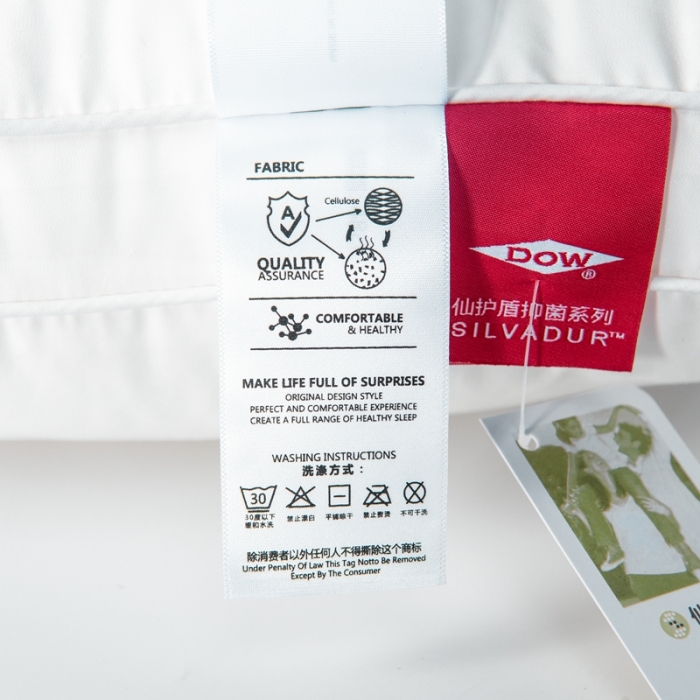 FABRIC
Cellulose
A
QUALITY
ASSURANCE
COMFORTABLE
& HEALTHY
MAKE LIFE FULL OF SURPRISES
ORIGINAL DESIGN STYLE
PERFECT AND COMFORTABLE EXPERIENCE
CREATE A FULL RANGE OF HEALTHY SLEEP
WASHING INSTRUCTIONS
洗涤方式：
30
30度以下
缓和水洗
禁止漂白
平铺晾干
禁止熨烫
不可干洗
除消费者以外任何人不得撕除这个商标
Under Penalty Of Law This Tag Notto Be Removed
Except By The Consumer
DOW®
仙护盾抑菌系列
SILVADUR™
仙